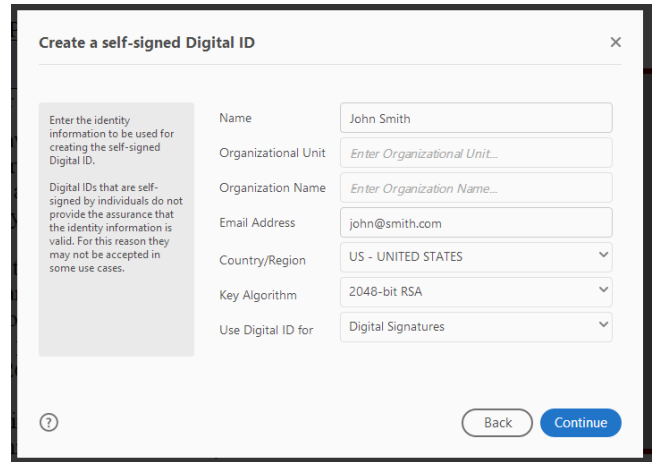 Create a self-signed Digital ID
Enter the identity
information to be used for
creating the self-signed
Digital ID.
Digital IDs that are self-
signed by individuals do not
provide the assurance that
the identity information is
valid. For this reason they
may not be accepted in
some use cases.
Name John Smith
Organizational Unit Enter Organizational Unit...
Organization Name Enter Organization Name...
Email Address john@smith.com
Country/Region US - UNITED STATES
Key Algorithm 2048-bit RSA
Use Digital ID for Digital Signatures
? Back Continue